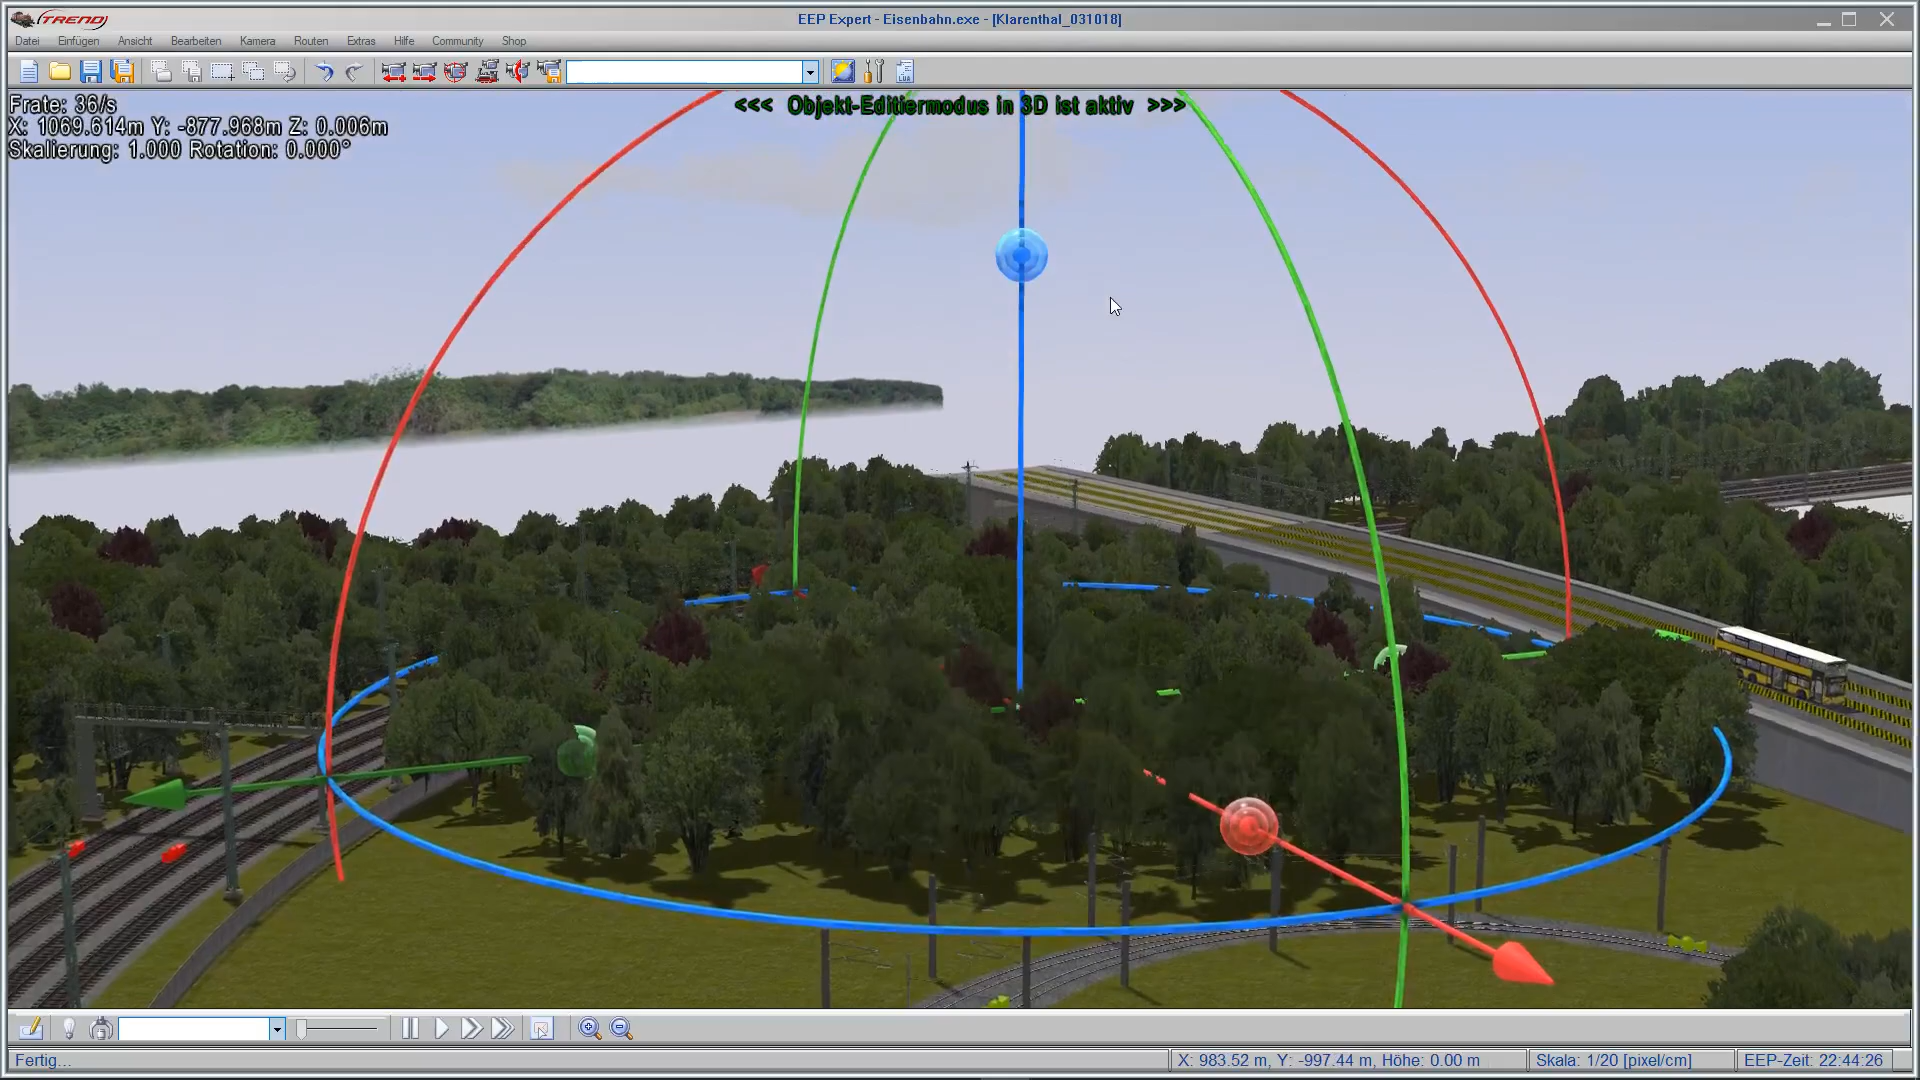 TREND
EEP Expert - Eisenbahn.exe - [Klarenthal_031018]
Datei Einfügen Ansicht Bearbeiten Kamera Routen Extras Hilfe Community Shop
LUA
<<< Objekt-Editiermodus in 3D ist aktiv >>>
Frate: 36/s
X: 1069.614m Y: -877.968m Z: 0.006m
Skalierung: 1.000 Rotation: 0.000°
Fertig...
X: 983.52 m, Y: -997.44 m, Höhe: 0.00 m
Skala: 1/20 [pixel/cm]
EEP-Zeit: 22:44:26